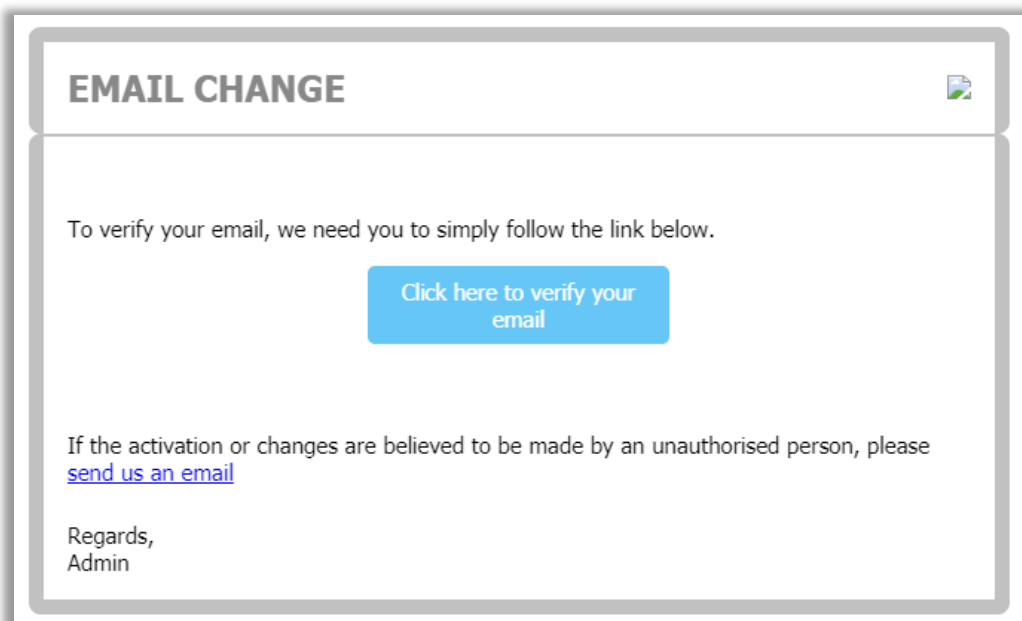 EMAIL CHANGE
To verify your email, we need you to simply follow the link below.
Click here to verify your
email
If the activation or changes are believed to be made by an unauthorised person, please
send us an email
Regards,
Admin